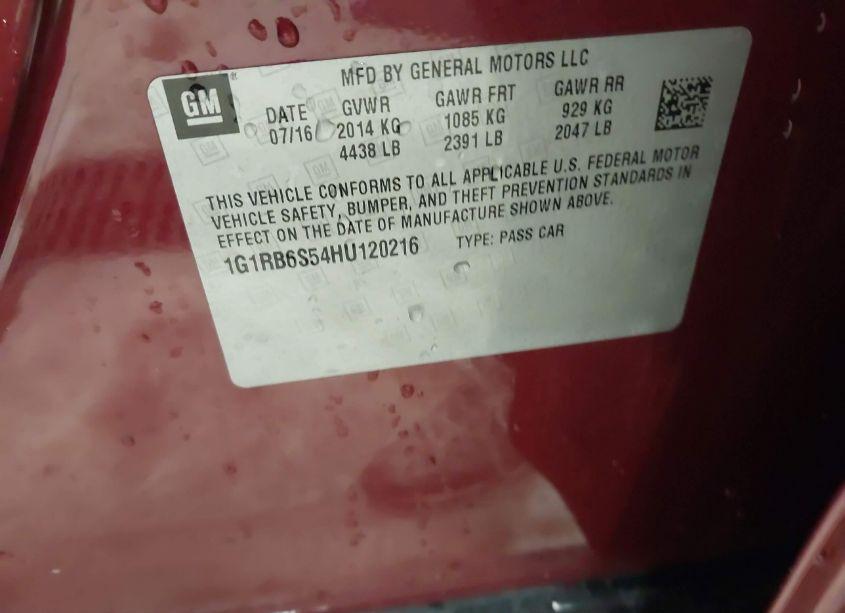 GM
MFD BY GENERAL MOTORS LLC
DATE GVWR GAWR FRT GAWR RR
07/16 2014 KG 1085 KG 929 KG
4438 LB 2391 LB 2047 LB
THIS VEHICLE CONFORMS TO ALL APPLICABLE U.S. FEDERAL MOTOR
VEHICLE SAFETY, BUMPER, AND THEFT PREVENTION STANDARDS IN
EFFECT ON THE DATE OF MANUFACTURE SHOWN ABOVE.
1G1RB6S54HU120216 TYPE: PASS CAR